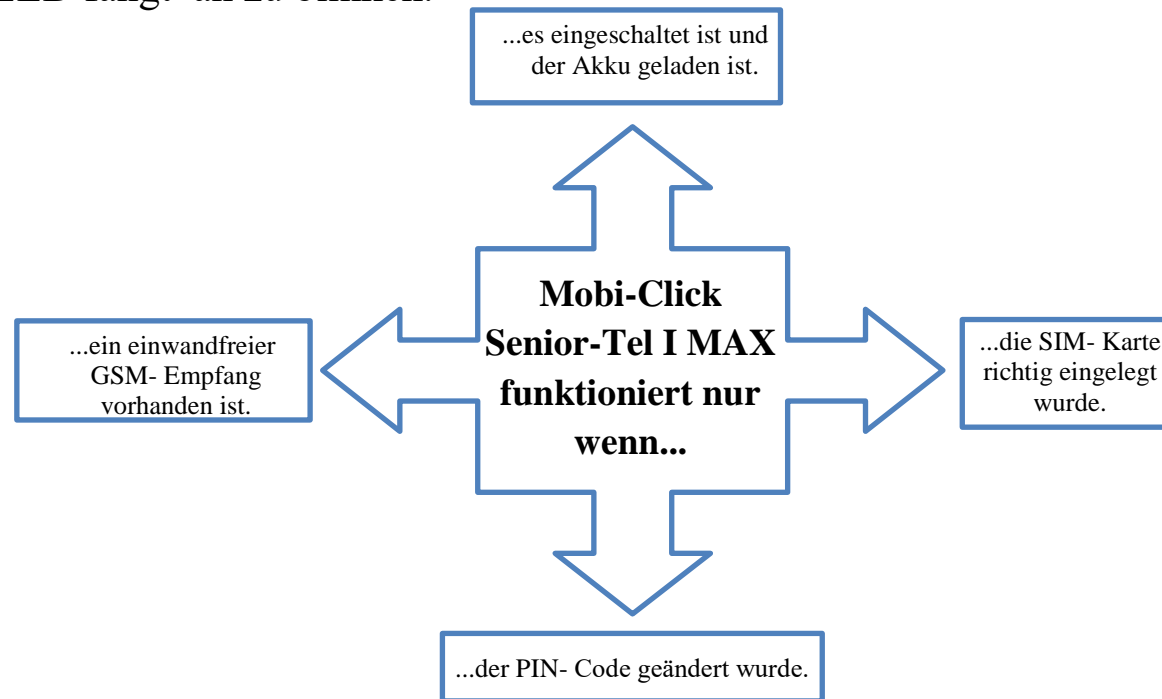 ...es eingeschaltet ist und
der Akku geladen ist.
...ein einwandfreier
GSM- Empfang
vorhanden ist.
Mobi-Click
Senior-Tel I MAX
funktioniert nur
wenn...
...die SIM- Karte
richtig eingelegt
wurde.
...der PIN- Code geändert wurde.